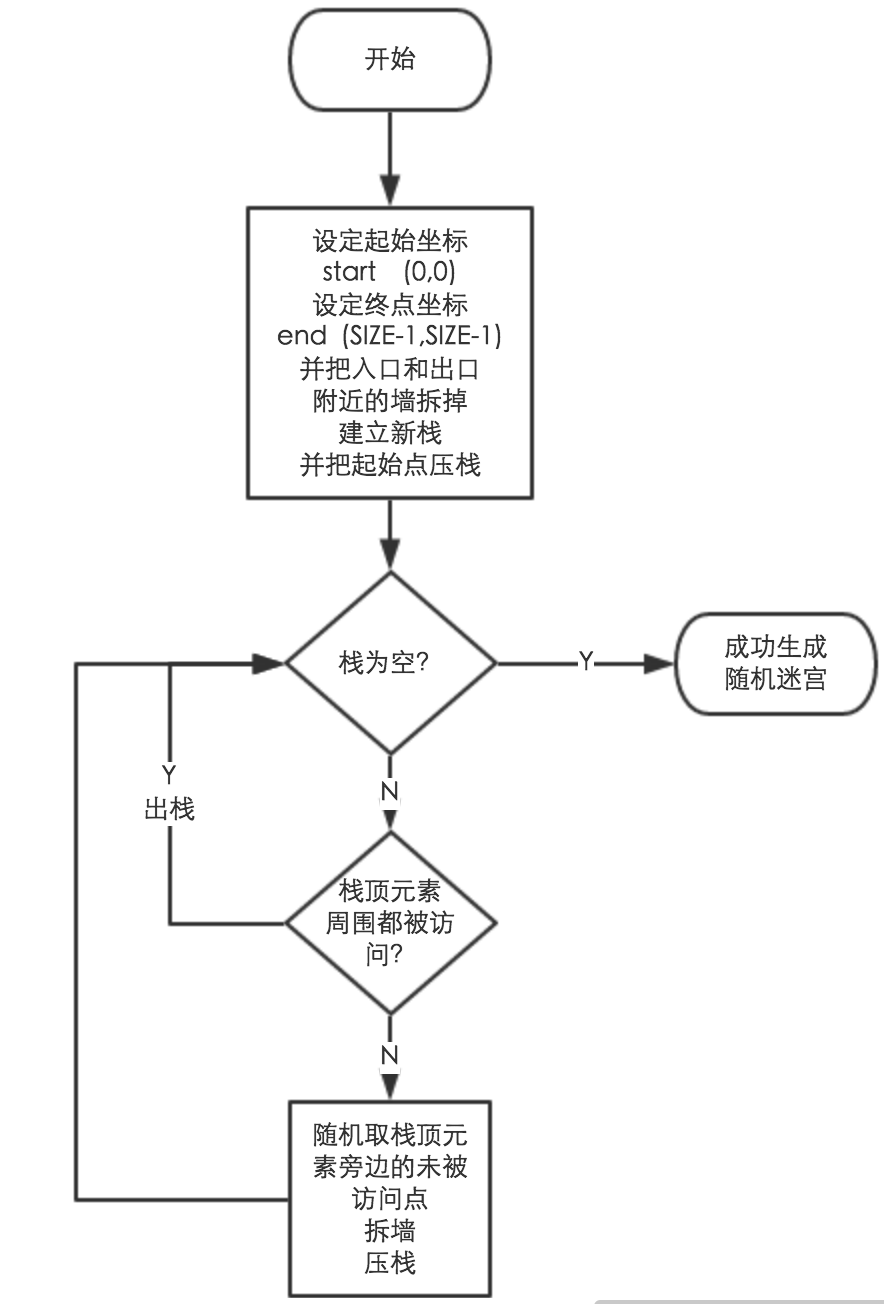 开始
设定起始坐标
start (0,0)
设定终点坐标
end (SIZE-1,SIZE-1)
并把入口和出口
附近的墙拆掉
建立新栈
并把起始点压栈
栈为空?
Y
成功生成
随机迷宫
N
Y
出栈
栈顶元素
周围都被访
问?
N
随机取栈顶元
素旁边的未被
访问点
拆墙
压栈